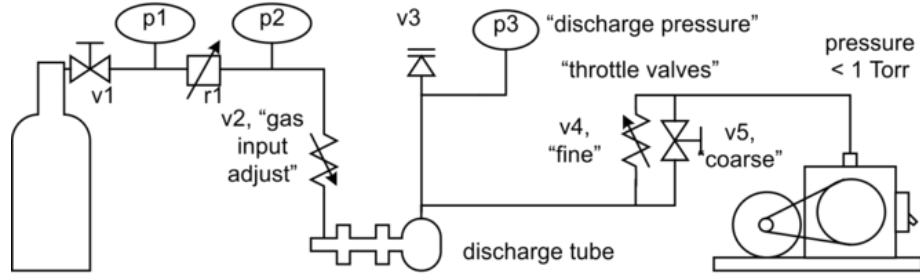 p1
p2
v3
p3
“discharge pressure”
pressure
< 1 Torr
“throttle valves”
v1
r1
v2, “gas
input
adjust”
v4,
“fine”
v5,
“coarse”
discharge tube